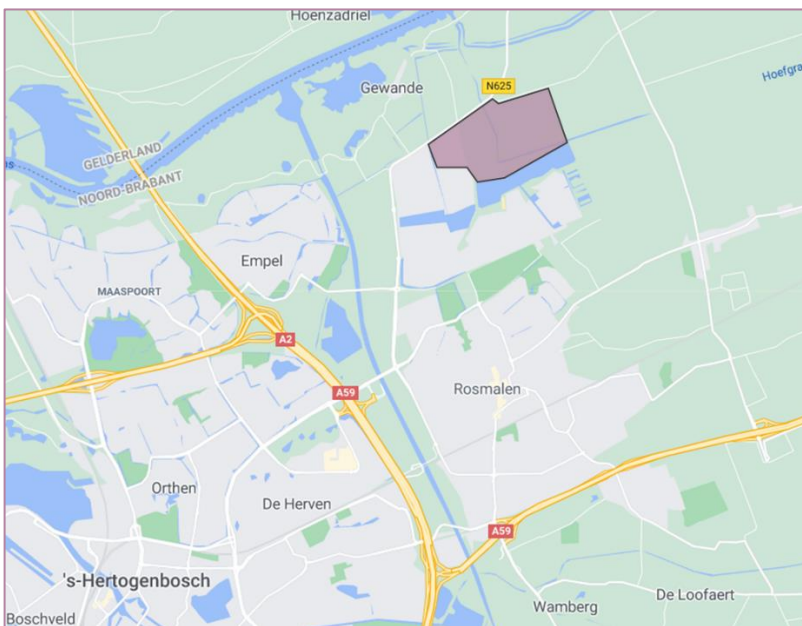 Hoenzadriel
Gewande
N625
Hoefgra
GELDERLAND
NOORD-BRABANT
Empel
MAASPOORT
A2
A59
Rosmalen
Orthen
De Herven
A59
's-Hertogenbosch
De Loofaert
Wamberg
Boschveld